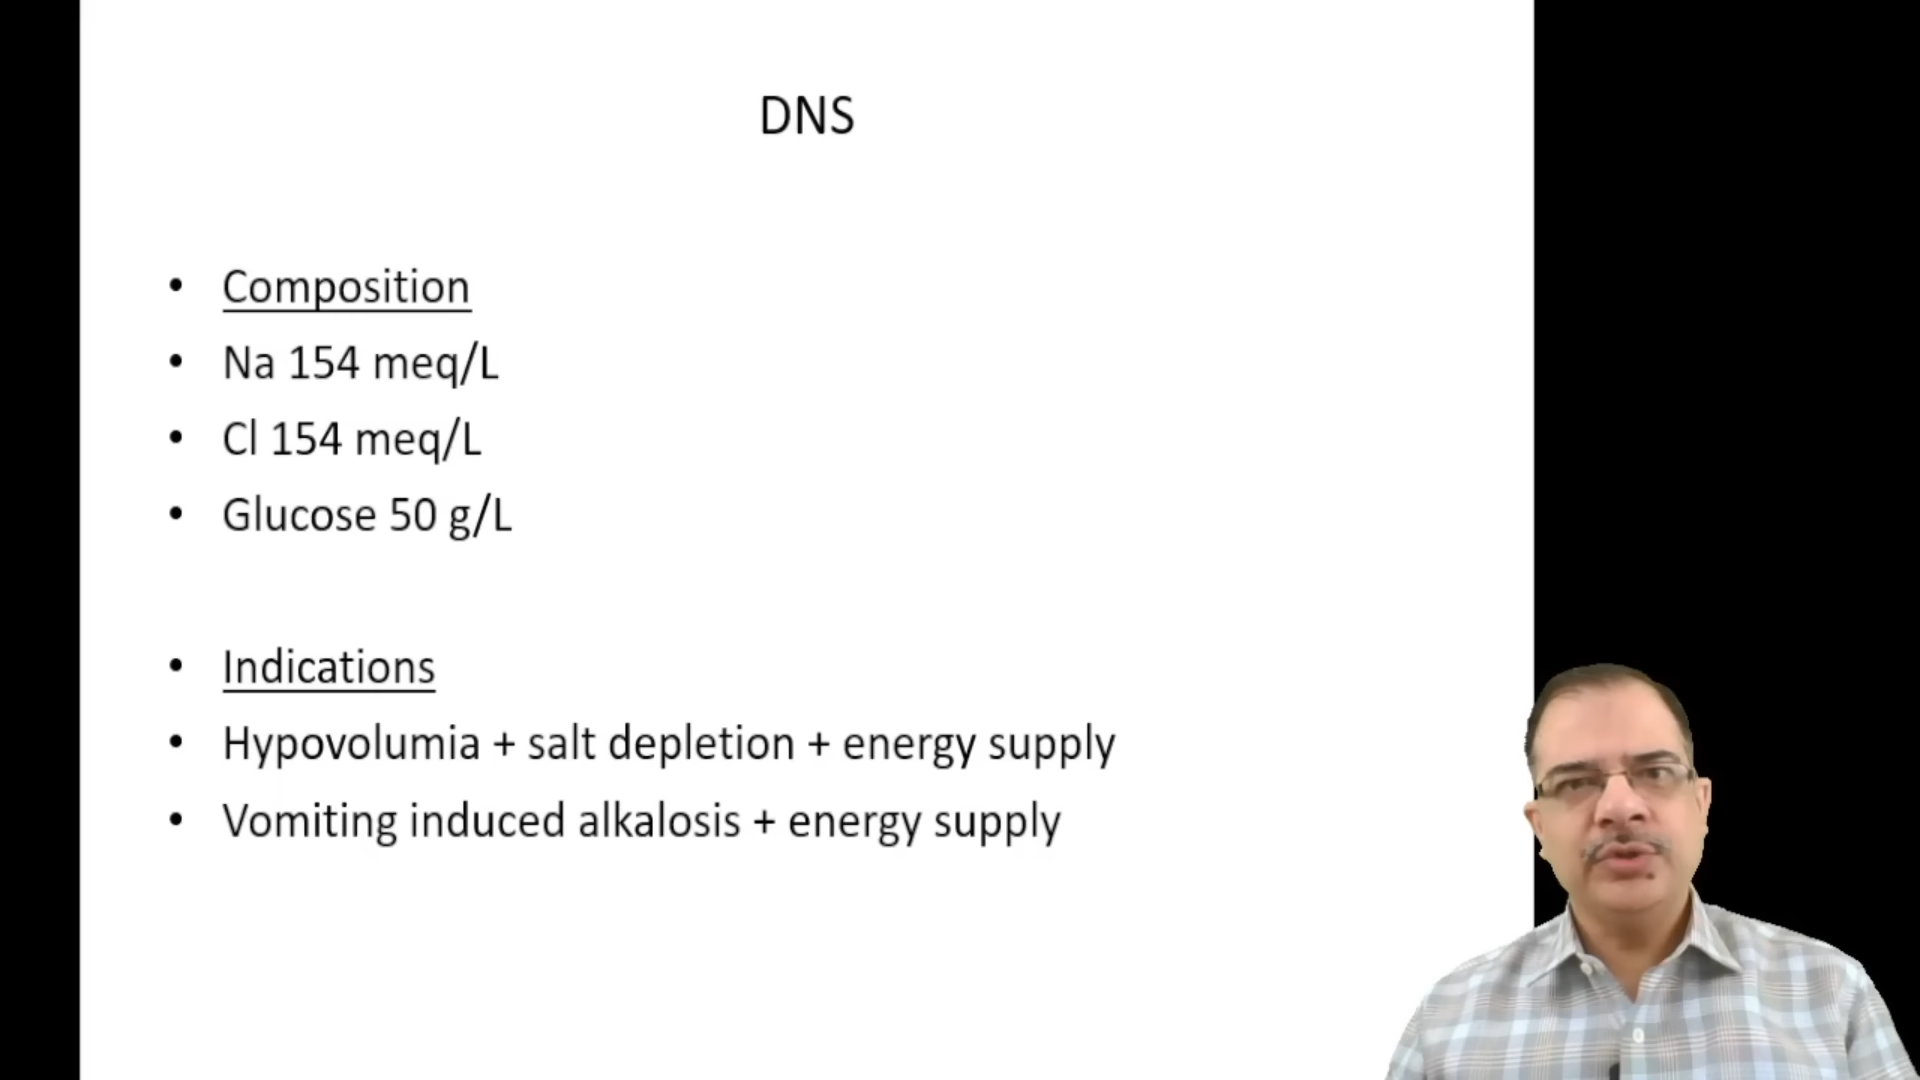 DNS
• Composition
• Na 154 meq/L
• Cl 154 meq/L
• Glucose 50 g/L
• Indications
• Hypovolumia + salt depletion + energy supply
• Vomiting induced alkalosis + energy supply